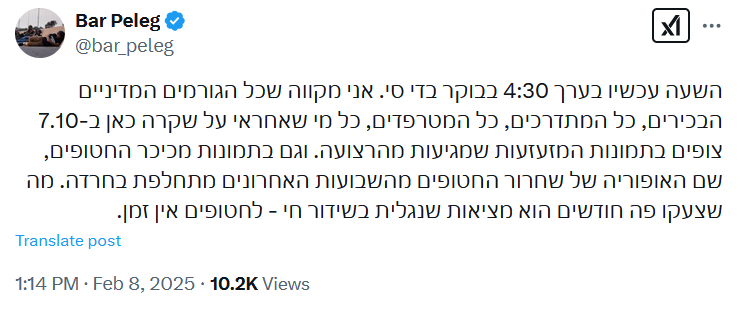 Bar Peleg
@bar_peleg
השעה עכשיו בערך 4:30 בבוקר בדי סי. אני מקווה שכל הגורמים המדיניים
הבכירים, כל המתדרכים, כל המטרפדים, כל מי שאחראי על שקרה כאן ב-7.10
צופים בתמונות המזעזעות שמגיעות מהרצועה. וגם בתמונות מכיכר החטופים,
שם האופוריה של שחרור החטופים מהשבועות האחרונים מתחלפת בחרדה. מה
שצעקו פה חודשים הוא מציאות שנגלית בשידור חי - לחטופים אין זמן.
Translate post
1:14 PM · Feb 8, 2025 · 10.2K Views